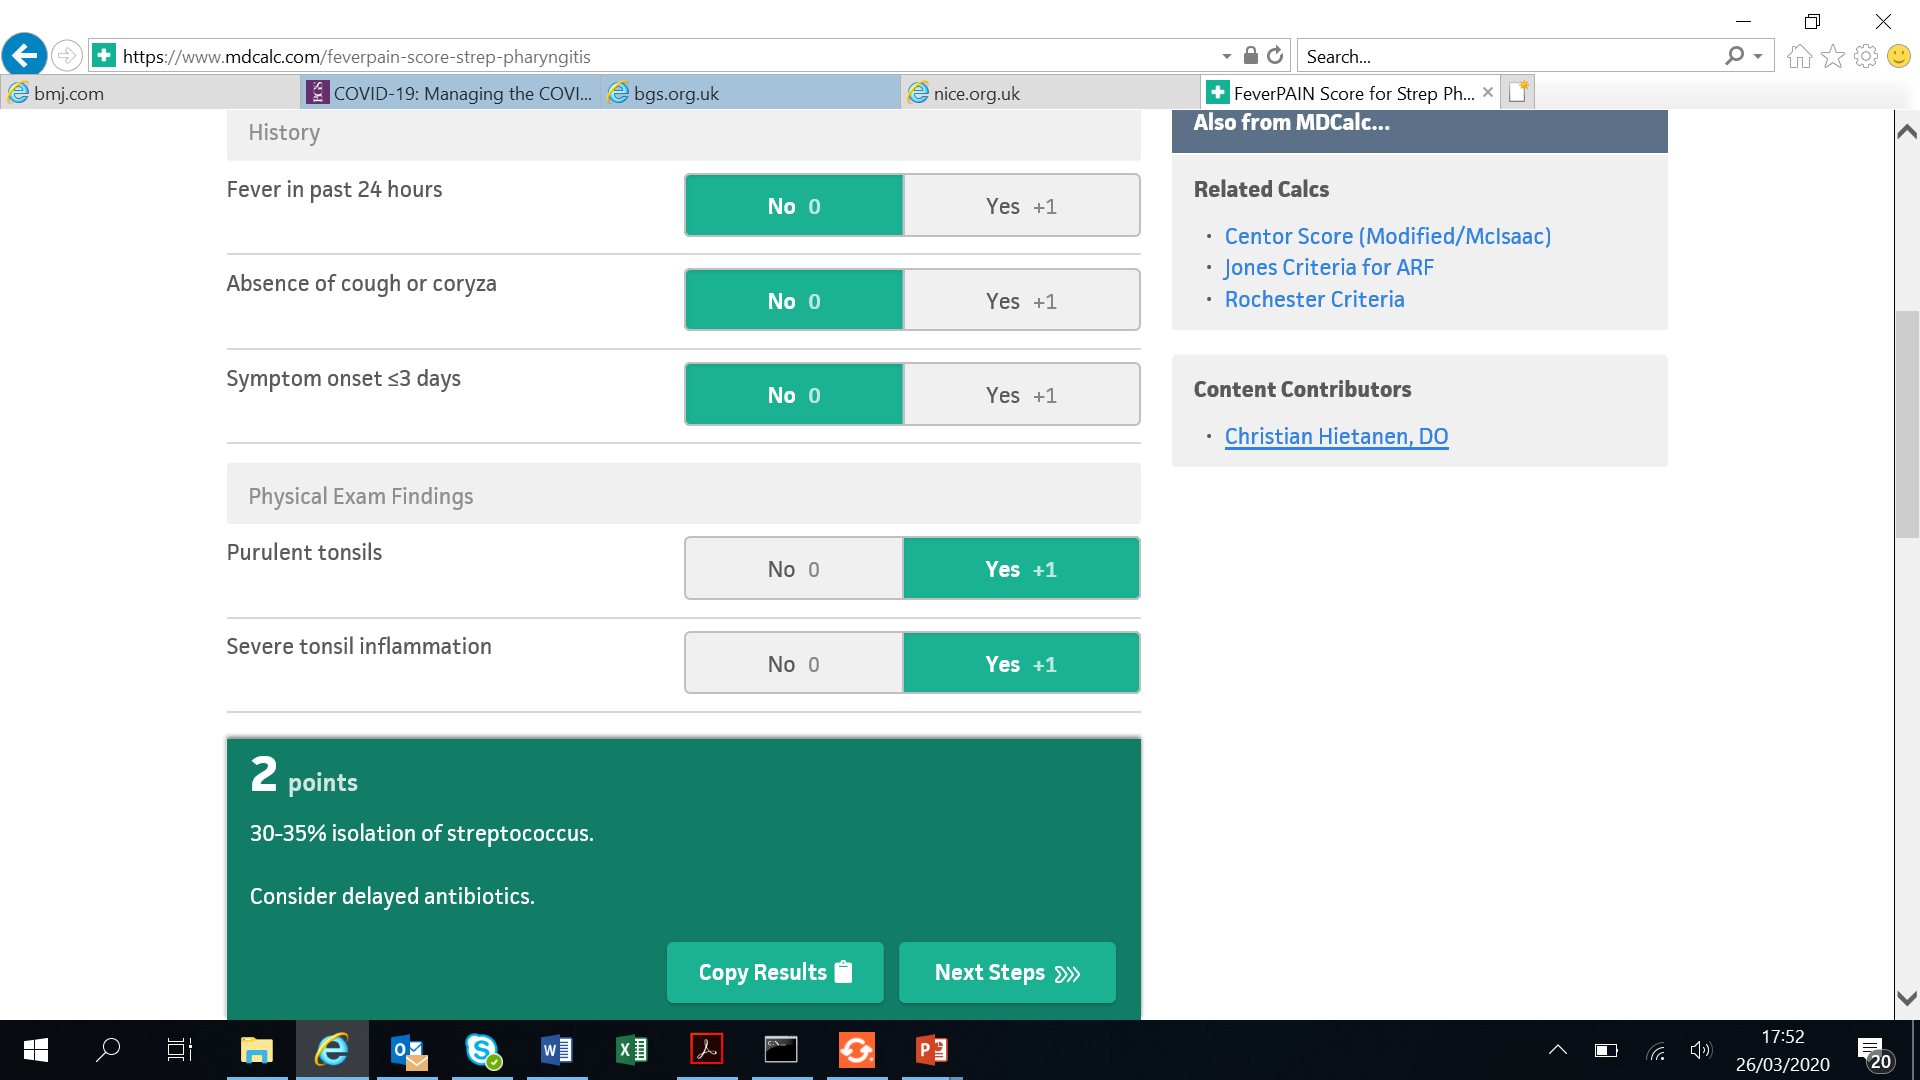 https://www.mdcalc.com/feverpain-score-strep-pharyngitis
Search...
bmj.com
BGS
COVID-19: Managing the COVI...
bgs.org.uk
nice.org.uk
FeverPAIN Score for Strep Ph...
History
Fever in past 24 hours
No 0
Yes +1
Absence of cough or coryza
No 0
Yes +1
Symptom onset ≤3 days
No 0
Yes +1
Physical Exam Findings
Purulent tonsils
No 0
Yes +1
Severe tonsil inflammation
No 0
Yes +1
2 points
30-35% isolation of streptococcus.
Consider delayed antibiotics.
Copy Results
Next Steps
Also from MDCalc...
Related Calcs
• Centor Score (Modified/McIsaac)
• Jones Criteria for ARF
• Rochester Criteria
Content Contributors
• Christian Hietanen, DO
17:52
26/03/2020
20